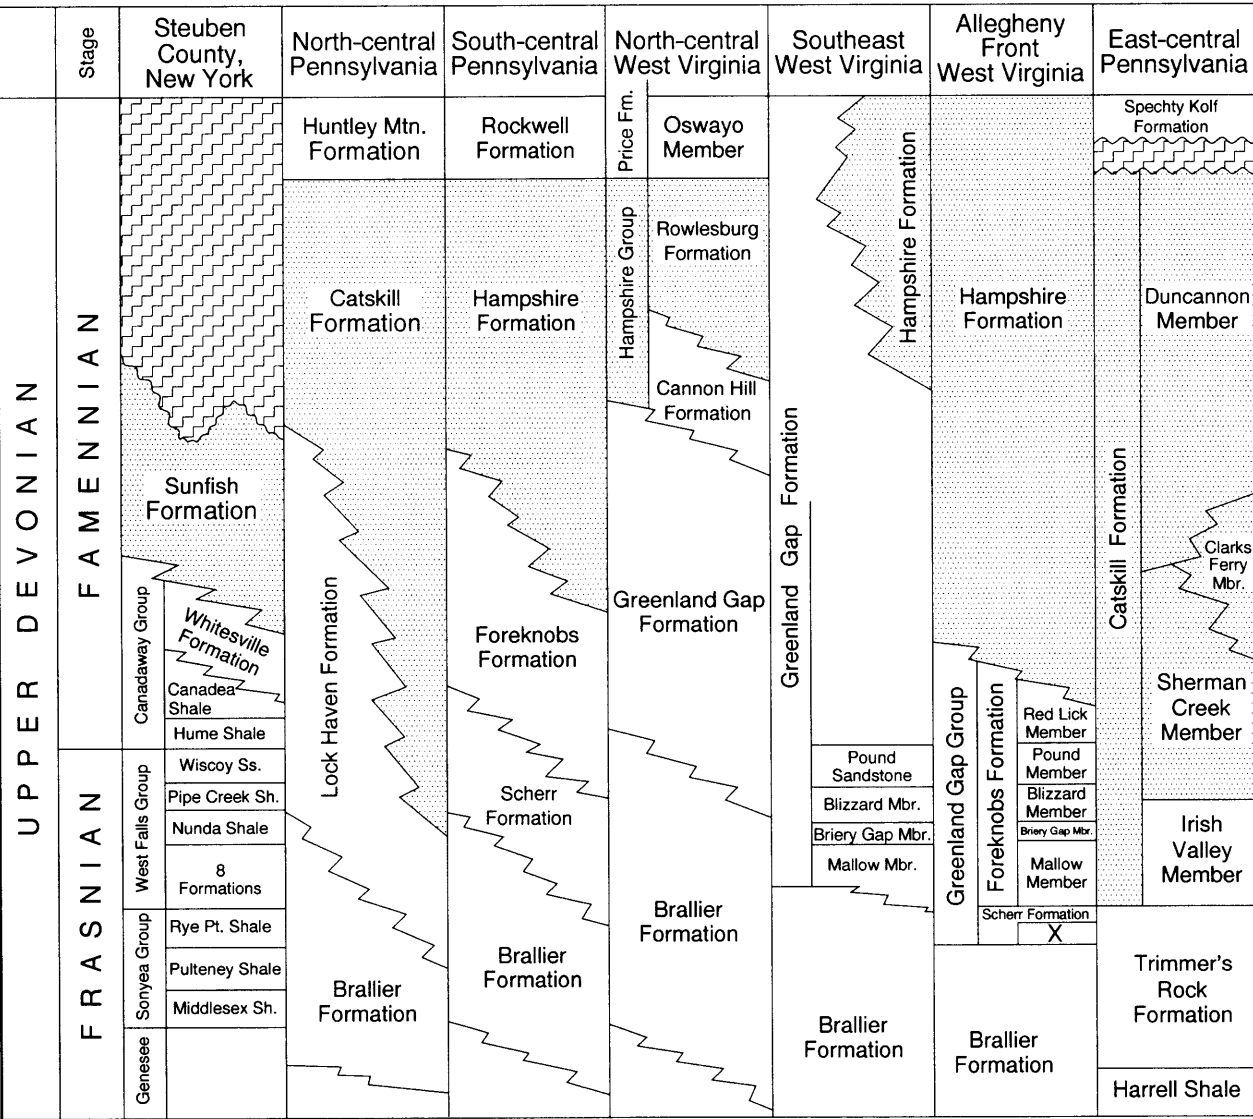 Stage
Steuben
County,
New York
North-central
Pennsylvania
South-central
Pennsylvania
North-central
West Virginia
Southeast
West Virginia
Allegheny
Front
West Virginia
East-central
Pennsylvania
UPPER DEVONIAN
FAMENNIAN
FRASNIAN
Sunfish
Formation
Canadaway Group
Whitesville
Formation
Canadea
Shale
Hume Shale
West Falls Group
Wiscoy Ss.
Pipe Creek Sh.
Nunda Shale
8
Formations
Sonyea Group
Rye Pt. Shale
Pulteney Shale
Middlesex Sh.
Genesee
Huntley Mtn.
Formation
Catskill
Formation
Lock Haven Formation
Brallier
Formation
Rockwell
Formation
Hampshire
Formation
Foreknobs
Formation
Scherr
Formation
Brallier
Formation
Price Fm.
Oswayo
Member
Hampshire Group
Rowlesburg
Formation
Cannon Hill
Formation
Greenland Gap
Formation
Brallier
Formation
Hampshire Formation
Greenland Gap Formation
Pound
Sandstone
Blizzard Mbr.
Briery Gap Mbr.
Mallow Mbr.
Brallier
Formation
Hampshire
Formation
Greenland Gap Group
Foreknobs Formation
Red Lick
Member
Pound
Member
Blizzard
Member
Briery Gap Mbr.
Mallow
Member
Scherr Formation
X
Brallier
Formation
Spechty Kolf
Formation
Catskill Formation
Duncannon
Member
Clarks
Ferry
Mbr.
Sherman
Creek
Member
Irish
Valley
Member
Trimmer's
Rock
Formation
Harrell Shale